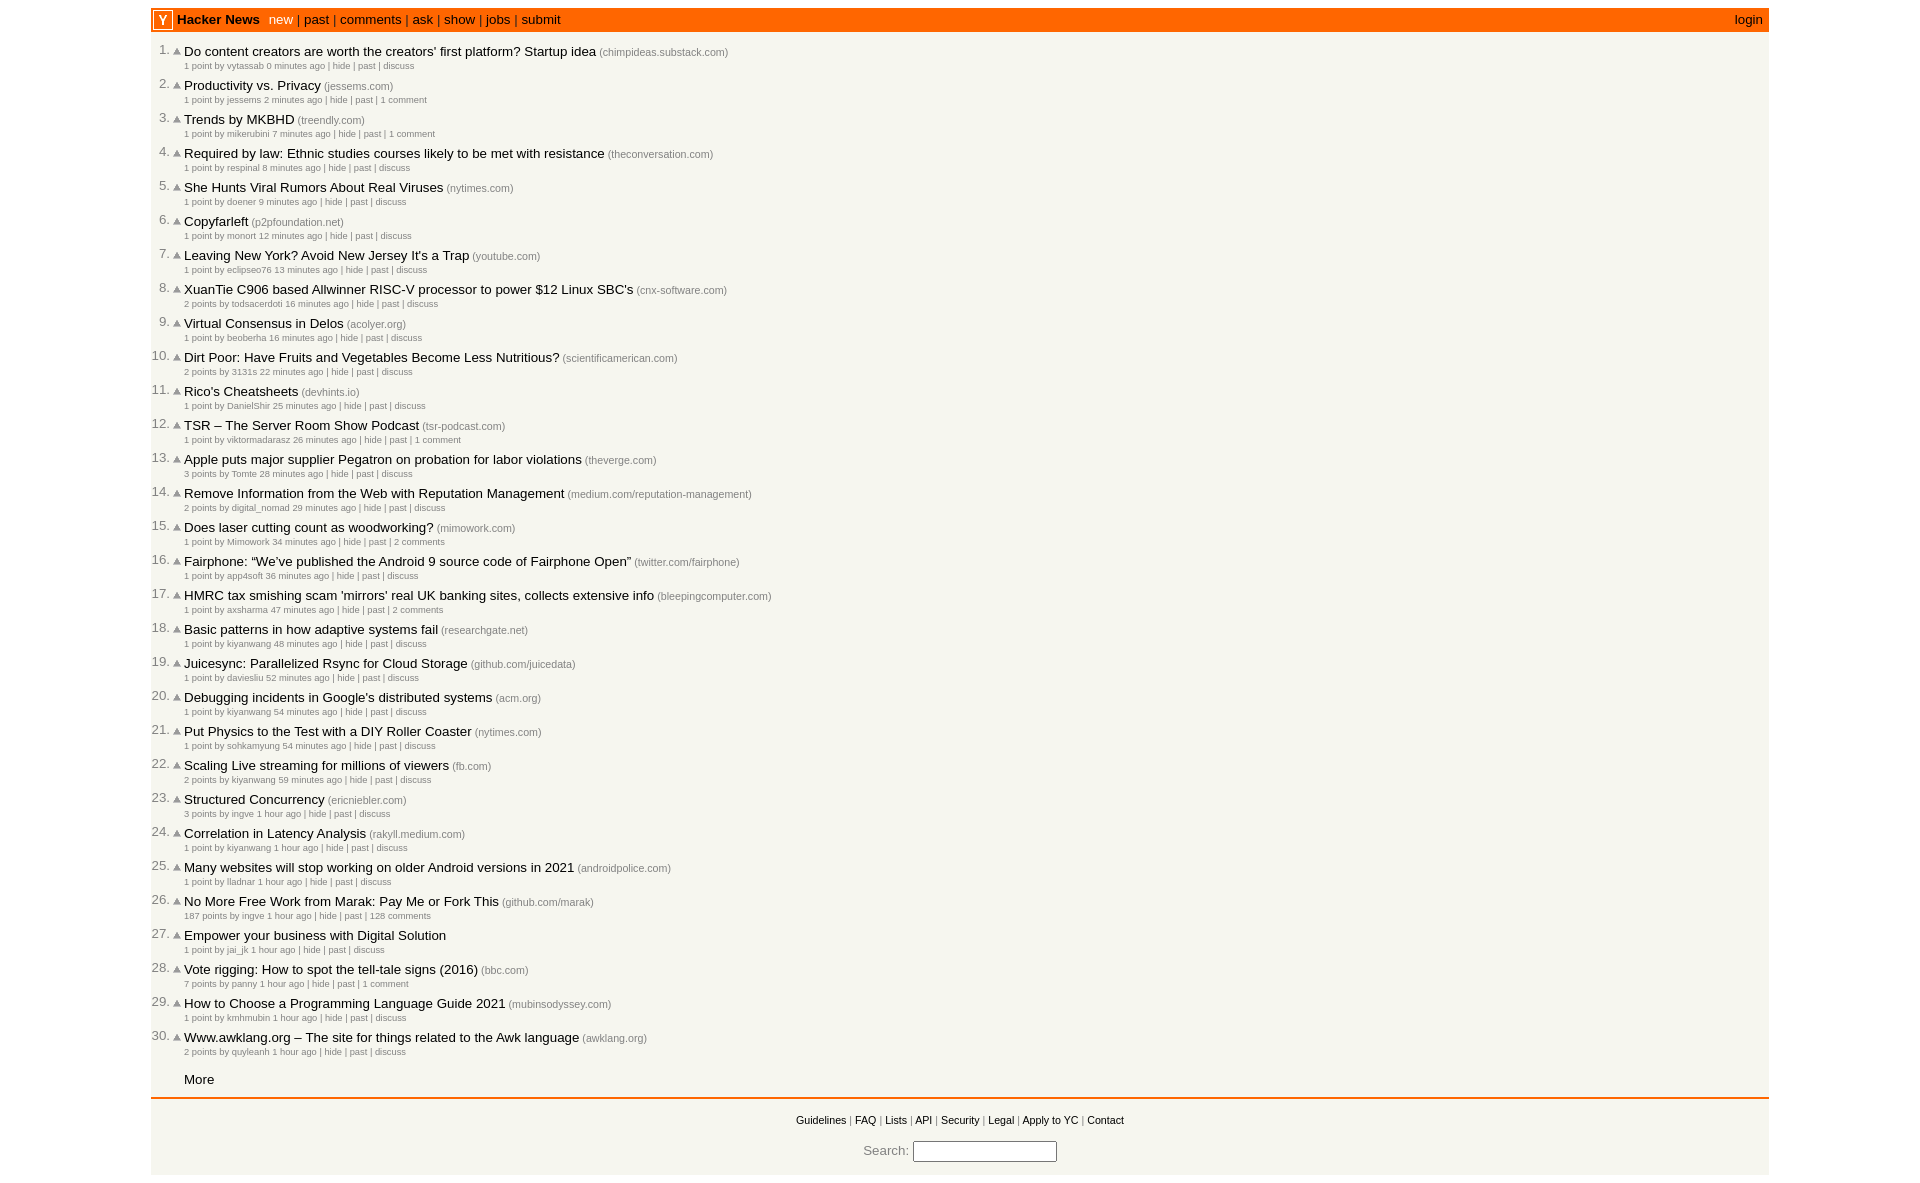 Y Hacker News new | past | comments | ask | show | jobs | submit login
1. Do content creators are worth the creators' first platform? Startup idea (chimpideas.substack.com)
1 point by vytassab 0 minutes ago | hide | past | discuss
2. Productivity vs. Privacy (jessems.com)
1 point by jessems 2 minutes ago | hide | past | 1 comment
3. Trends by MKBHD (treendly.com)
1 point by mikerubini 7 minutes ago | hide | past | 1 comment
4. Required by law: Ethnic studies courses likely to be met with resistance (theconversation.com)
1 point by respinal 8 minutes ago | hide | past | discuss
5. She Hunts Viral Rumors About Real Viruses (nytimes.com)
1 point by doener 9 minutes ago | hide | past | discuss
6. Copyfarleft (p2pfoundation.net)
1 point by monort 12 minutes ago | hide | past | discuss
7. Leaving New York? Avoid New Jersey It's a Trap (youtube.com)
1 point by eclipseo76 13 minutes ago | hide | past | discuss
8. XuanTie C906 based Allwinner RISC-V processor to power $12 Linux SBC's (cnx-software.com)
2 points by todsacerdoti 16 minutes ago | hide | past | discuss
9. Virtual Consensus in Delos (acolyer.org)
1 point by beoberha 16 minutes ago | hide | past | discuss
10. Dirt Poor: Have Fruits and Vegetables Become Less Nutritious? (scientificamerican.com)
2 points by 3131s 22 minutes ago | hide | past | discuss
11. Rico's Cheatsheets (devhints.io)
1 point by DanielShir 25 minutes ago | hide | past | discuss
12. TSR – The Server Room Show Podcast (tsr-podcast.com)
1 point by viktormadarasz 26 minutes ago | hide | past | 1 comment
13. Apple puts major supplier Pegatron on probation for labor violations (theverge.com)
3 points by Tomte 28 minutes ago | hide | past | discuss
14. Remove Information from the Web with Reputation Management (medium.com/reputation-management)
2 points by digital_nomad 29 minutes ago | hide | past | discuss
15. Does laser cutting count as woodworking? (mimowork.com)
1 point by Mimowork 34 minutes ago | hide | past | 2 comments
16. Fairphone: “We’ve published the Android 9 source code of Fairphone Open” (twitter.com/fairphone)
1 point by app4soft 36 minutes ago | hide | past | discuss
17. HMRC tax smishing scam 'mirrors' real UK banking sites, collects extensive info (bleepingcomputer.com)
1 point by axsharma 47 minutes ago | hide | past | 2 comments
18. Basic patterns in how adaptive systems fail (researchgate.net)
1 point by kiyanwang 48 minutes ago | hide | past | discuss
19. Juicesync: Parallelized Rsync for Cloud Storage (github.com/juicedata)
1 point by daviesliu 52 minutes ago | hide | past | discuss
20. Debugging incidents in Google's distributed systems (acm.org)
1 point by kiyanwang 54 minutes ago | hide | past | discuss
21. Put Physics to the Test with a DIY Roller Coaster (nytimes.com)
1 point by sohkamyung 54 minutes ago | hide | past | discuss
22. Scaling Live streaming for millions of viewers (fb.com)
2 points by kiyanwang 59 minutes ago | hide | past | discuss
23. Structured Concurrency (ericniebler.com)
3 points by ingve 1 hour ago | hide | past | discuss
24. Correlation in Latency Analysis (rakyll.medium.com)
1 point by kiyanwang 1 hour ago | hide | past | discuss
25. Many websites will stop working on older Android versions in 2021 (androidpolice.com)
1 point by lladnar 1 hour ago | hide | past | discuss
26. No More Free Work from Marak: Pay Me or Fork This (github.com/marak)
187 points by ingve 1 hour ago | hide | past | 128 comments
27. Empower your business with Digital Solution
1 point by jai_jk 1 hour ago | hide | past | discuss
28. Vote rigging: How to spot the tell-tale signs (2016) (bbc.com)
7 points by panny 1 hour ago | hide | past | 1 comment
29. How to Choose a Programming Language Guide 2021 (mubinsodyssey.com)
1 point by kmhmubin 1 hour ago | hide | past | discuss
30. Www.awklang.org – The site for things related to the Awk language (awklang.org)
2 points by quyleanh 1 hour ago | hide | past | discuss
More
Guidelines | FAQ | Lists | API | Security | Legal | Apply to YC | Contact
Search: